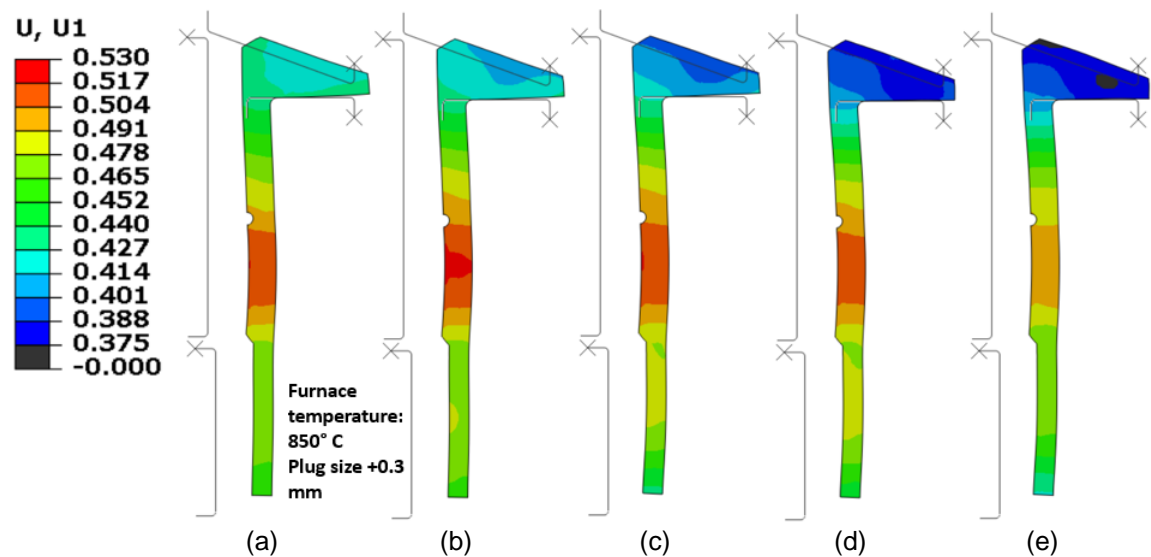 U, U1
0.530
0.517
0.504
0.491
0.478
0.465
0.452
0.440
0.427
0.414
0.401
0.388
0.375
-0.000
Furnace
temperature:
850° C
Plug size +0.3
mm
(a)
(b)
(c)
(d)
(e)